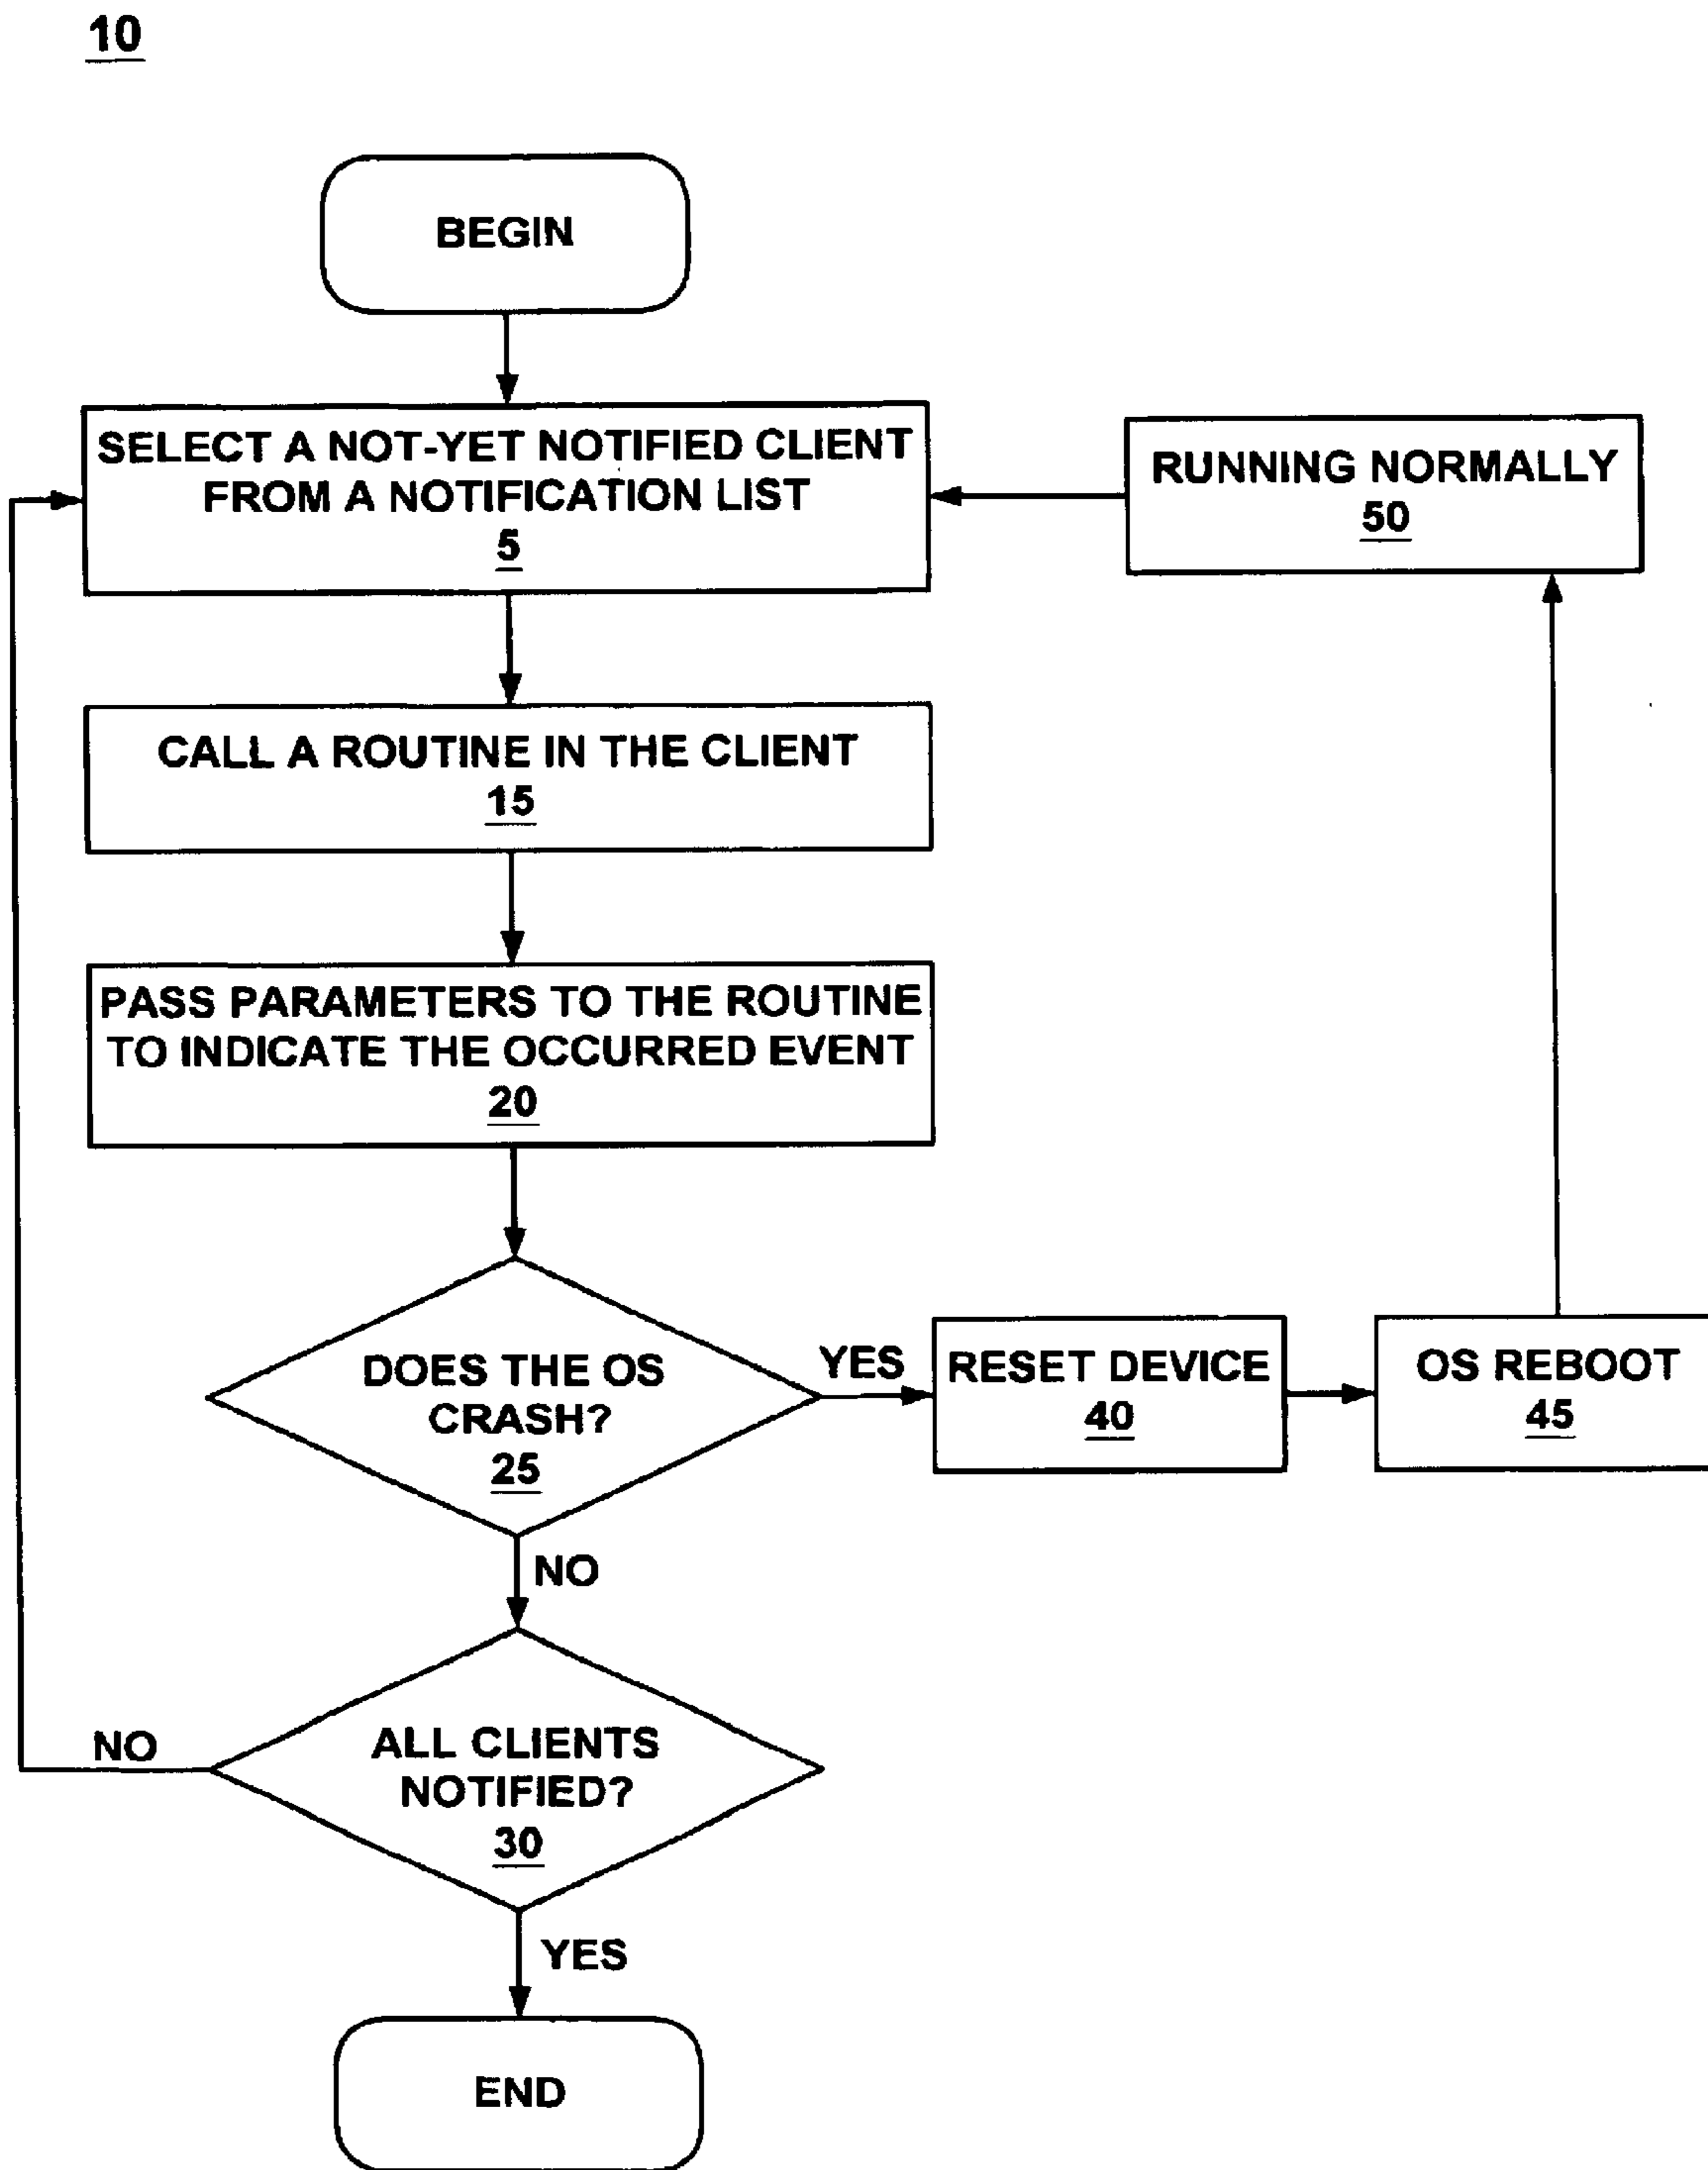 10
BEGIN
SELECT A NOT-YET NOTIFIED CLIENT
FROM A NOTIFICATION LIST
5
RUNNING NORMALLY
50
CALL A ROUTINE IN THE CLIENT
15
PASS PARAMETERS TO THE ROUTINE
TO INDICATE THE OCCURRED EVENT
20
DOES THE OS
CRASH?
25
YES
RESET DEVICE
40
OS REBOOT
45
NO
ALL CLIENTS
NOTIFIED?
30
NO
YES
END